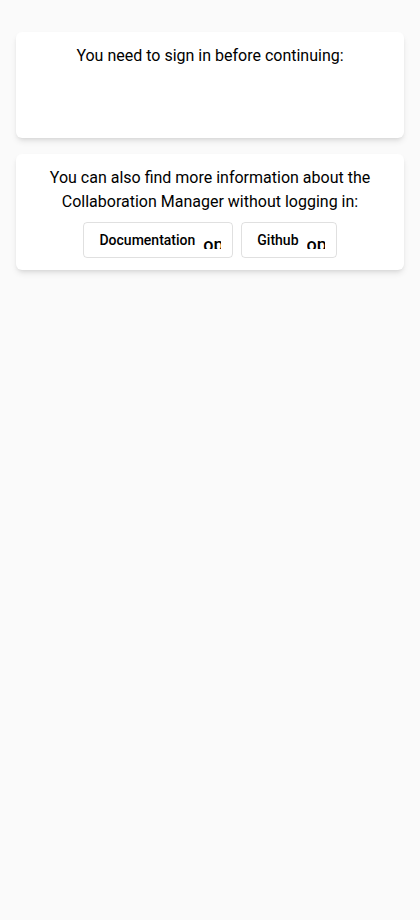 You need to sign in before continuing:
You can also find more information about the
Collaboration Manager without logging in:
Documentation on
Github on